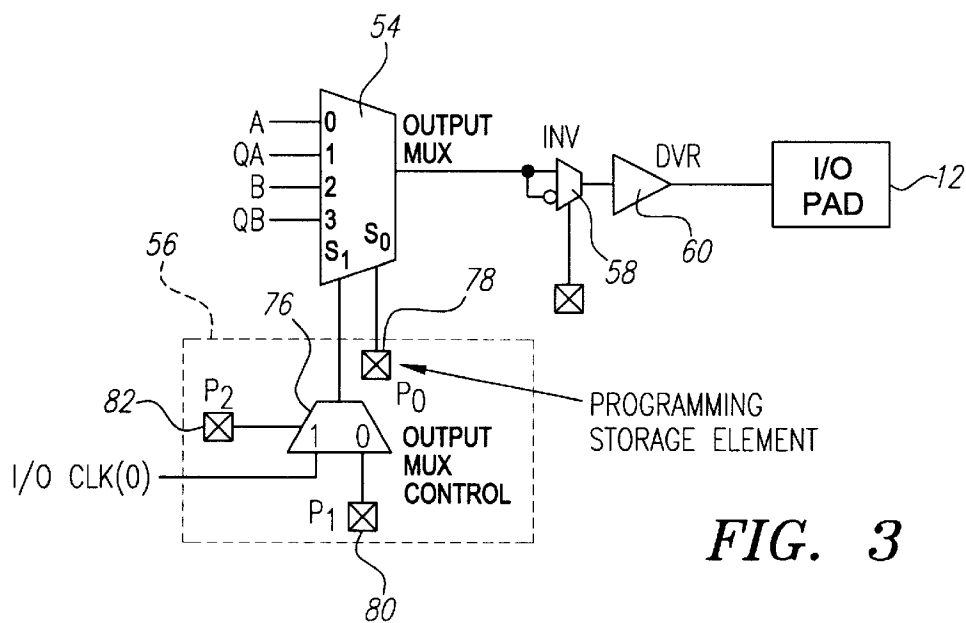 54
A
QA
B
QB
0
1
2
3
S1
S0
OUTPUT
MUX
INV
DVR
I/O
PAD
12
58
60
56
76
78
82
P2
P0
1 0
OUTPUT
MUX
CONTROL
PROGRAMMING
STORAGE ELEMENT
I/O CLK(0)
P1
80
FIG. 3